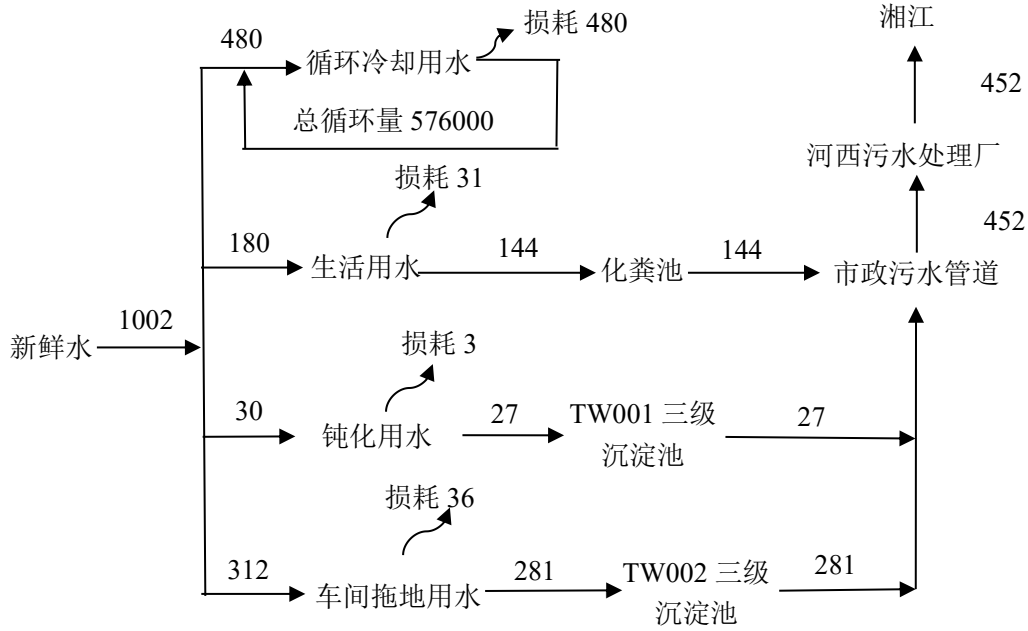 480
循环冷却用水
损耗 480
总循环量 576000
湘江
452
河西污水处理厂
452
市政污水管道
损耗 31
180
生活用水
144
化粪池
144
新鲜水
1002
损耗 3
30
钝化用水
27
TW001 三级
沉淀池
27
损耗 36
312
车间拖地用水
281
TW002 三级
沉淀池
281